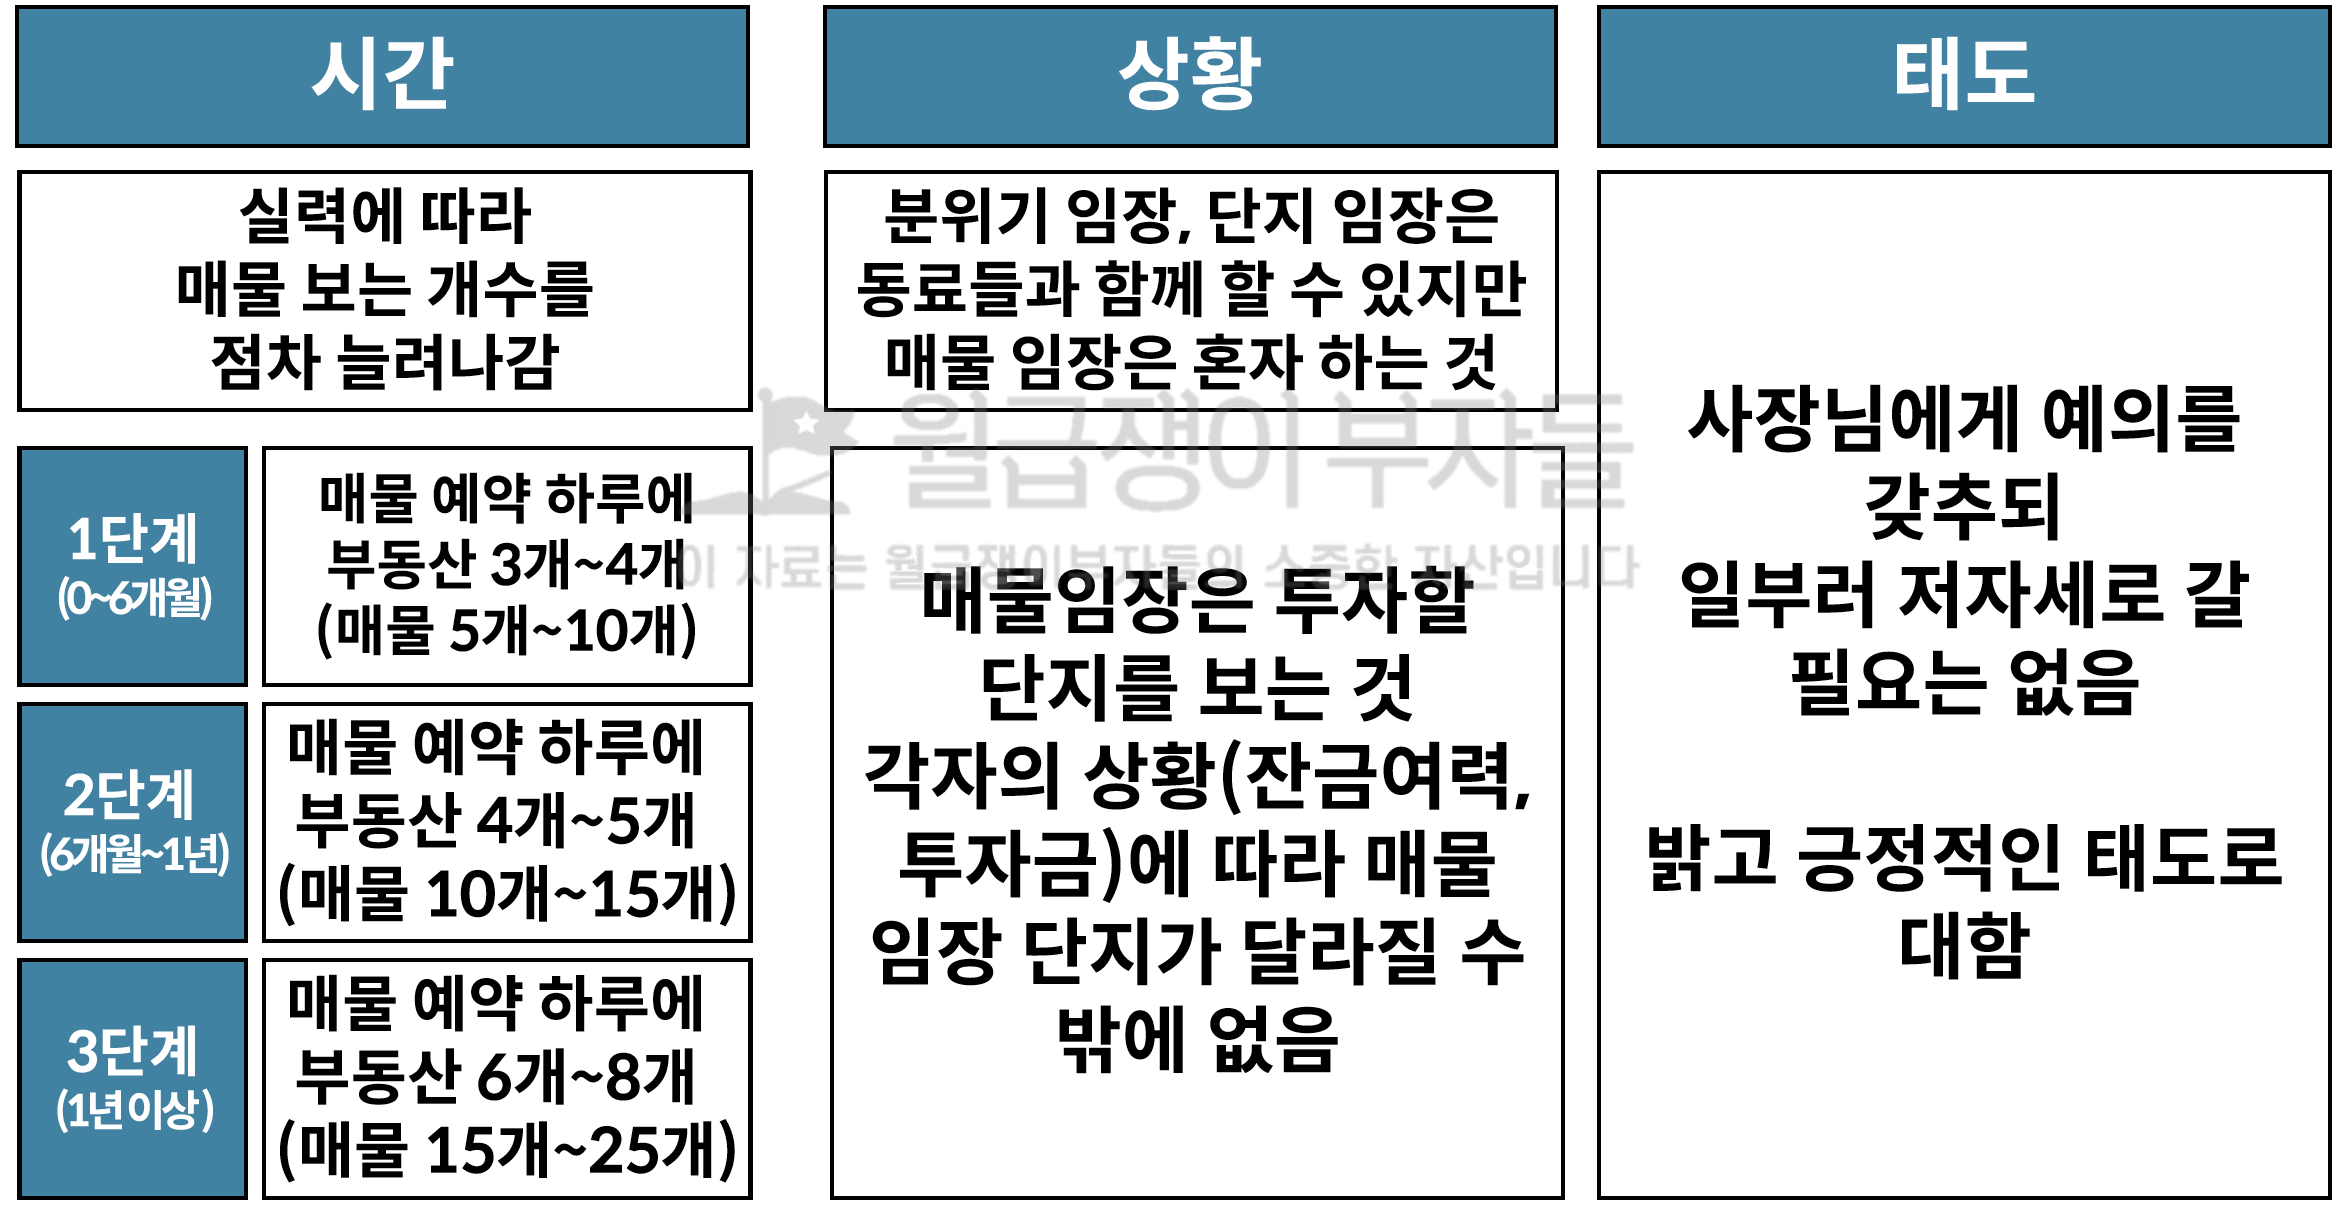 시간
실력에 따라
매물 보는 개수를
점차 늘려나감
1단계
(0~6개월)
매물 예약 하루에
부동산 3개~4개
(매물 5개~10개)
2단계
(6개월~1년)
매물 예약 하루에
부동산 4개~5개
(매물 10개~15개)
3단계
(1년 이상)
매물 예약 하루에
부동산 6개~8개
(매물 15개~25개)
상황
분위기 임장, 단지 임장은
동료들과 함께 할 수 있지만
매물 임장은 혼자 하는 것
월급쟁이 부자들
이 자료는 월급쟁이부자들의 소중한 자산입니다
매물임장은 투자할
단지를 보는 것
각자의 상황(잔금여력,
투자금)에 따라 매물
임장 단지가 달라질 수
밖에 없음
태도
사장님에게 예의를
갖추되
일부러 저자세로 갈
필요는 없음
밝고 긍정적인 태도로
대함